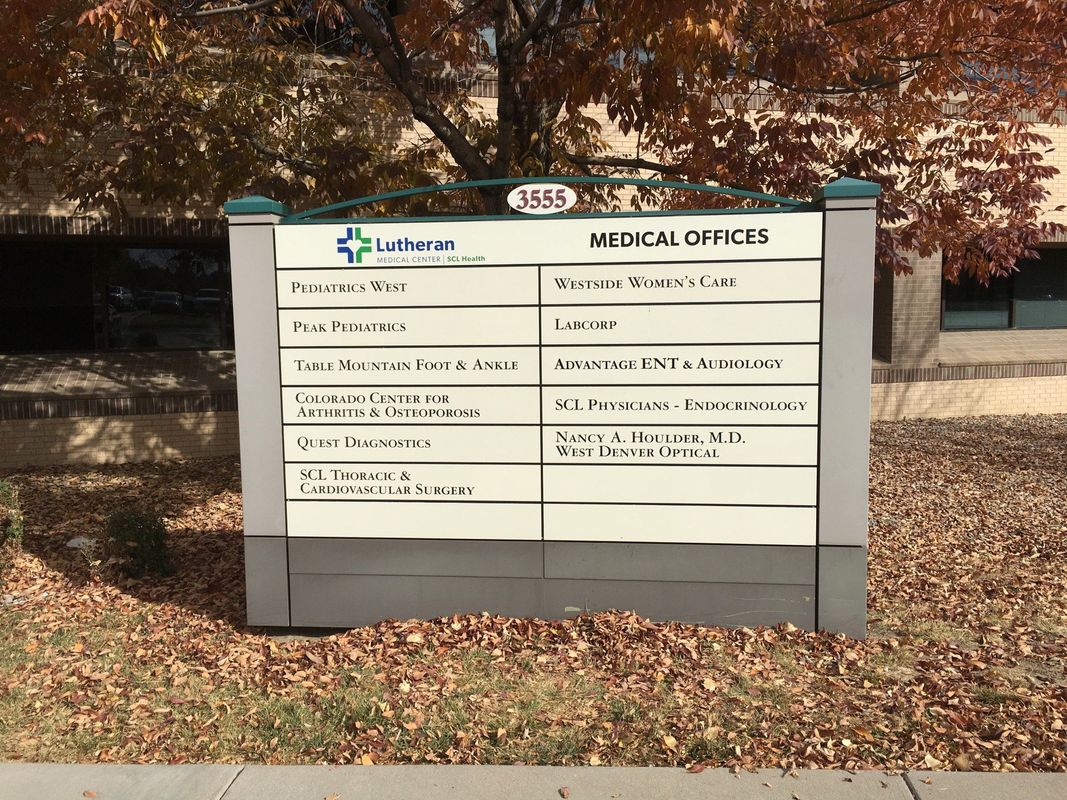 3555
Lutheran
MEDICAL CENTER | SCL Health
MEDICAL OFFICES
PEDIATRICS WEST
PEAK PEDIATRICS
TABLE MOUNTAIN FOOT & ANKLE
COLORADO CENTER FOR
ARTHRITIS & OSTEOPOROSIS
QUEST DIAGNOSTICS
SCL THORACIC &
CARDIOVASCULAR SURGERY
WESTSIDE WOMEN'S CARE
LABCORP
ADVANTAGE ENT & AUDIOLOGY
SCL PHYSICIANS - ENDOCRINOLOGY
NANCY A. HOULDER, M.D.
WEST DENVER OPTICAL